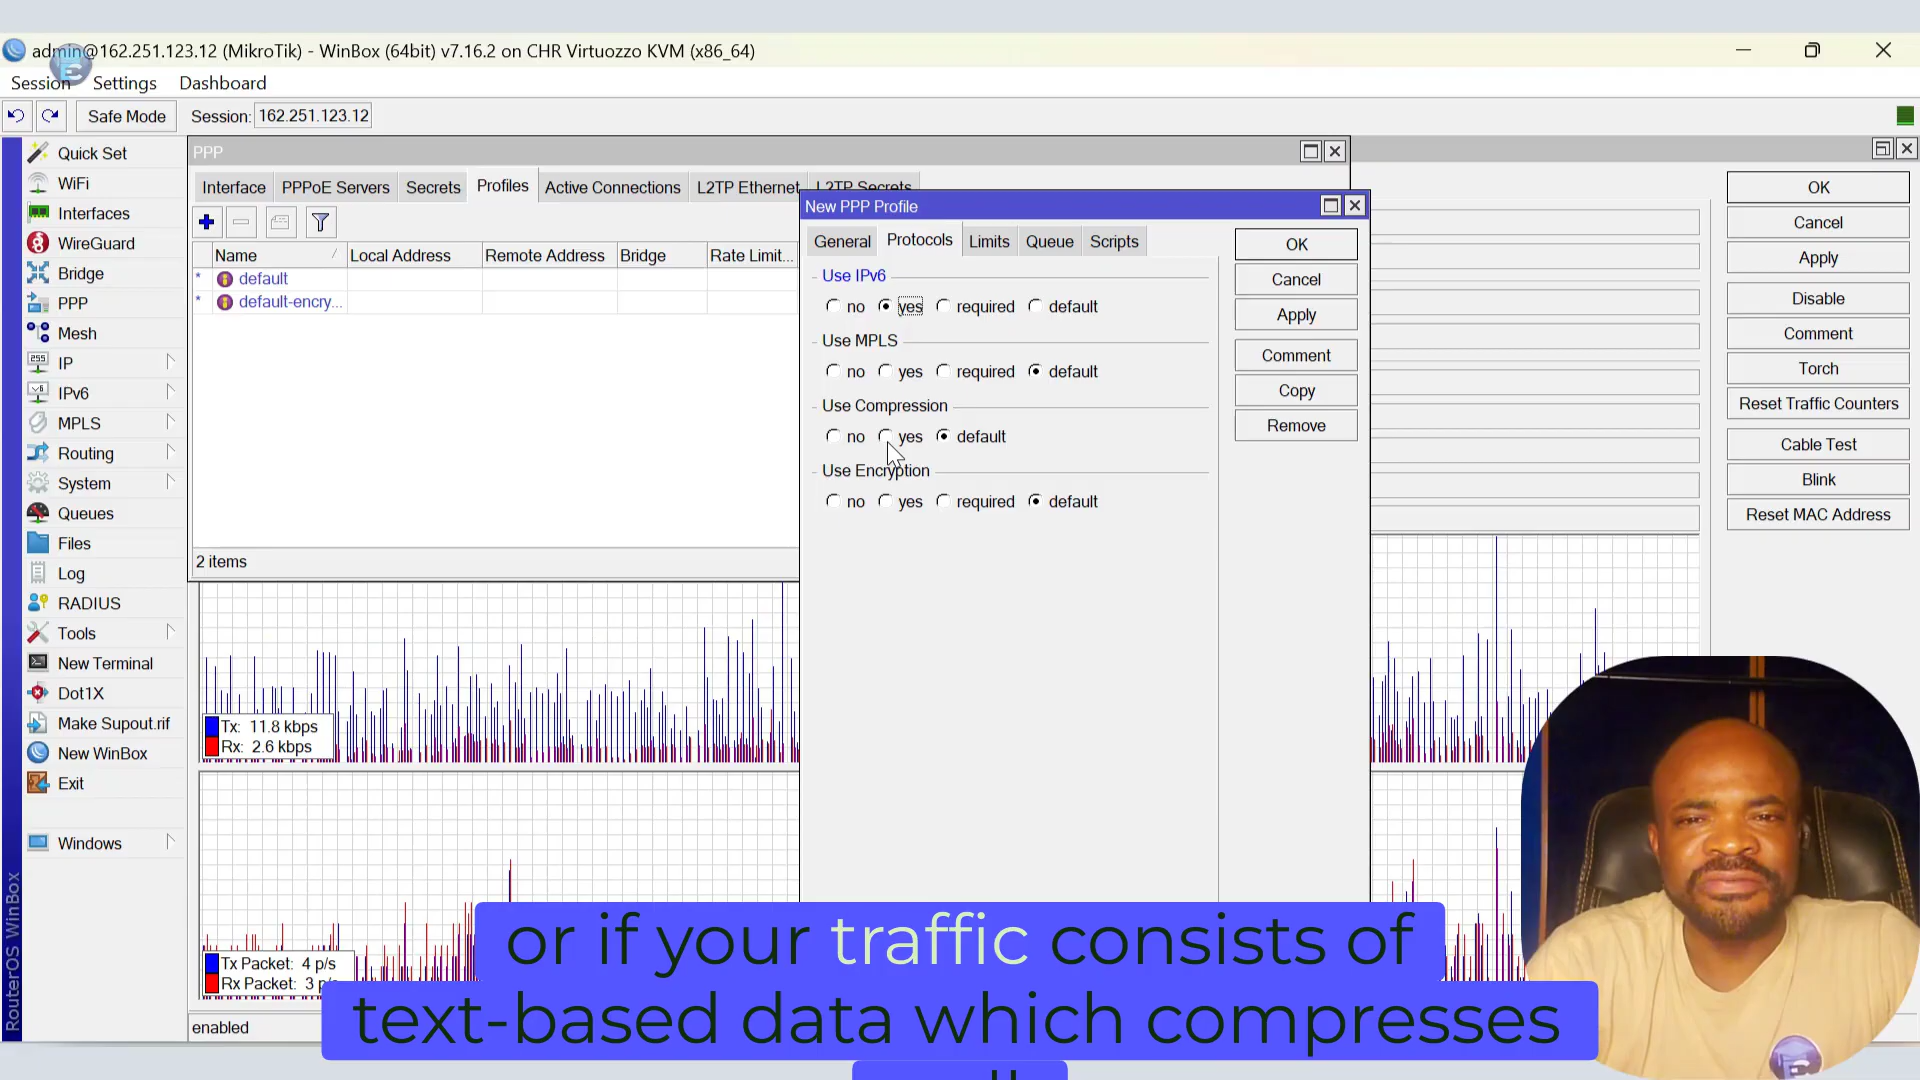 admin@162.251.123.12 (MikroTik) - WinBox (64bit) v7.16.2 on CHR Virtuozzo KVM (x86_64)
Session Settings Dashboard
Safe Mode Session: 162.251.123.12
Quick Set
WiFi
Interfaces
WireGuard
Bridge
PPP
Mesh
IP
IPv6
MPLS
Routing
System
Queues
Files
Log
RADIUS
Tools
New Terminal
Dot1X
Make Supout.rif
New WinBox
Exit
Windows
RouterOS WinBox
PPP
Interface PPPoE Servers Secrets Profiles Active Connections L2TP Ethernet L2TP Secrets
Name Local Address Remote Address Bridge Rate Limit...
* default
* default-encry...
2 items
Tx: 11.8 kbps
Rx: 2.6 kbps
Tx Packet: 4 p/s
Rx Packet: 3 p/s
enabled
New PPP Profile
General Protocols Limits Queue Scripts
Use IPv6
no yes required default
Use MPLS
no yes required default
Use Compression
no yes default
Use Encryption
no yes required default
OK
Cancel
Apply
Comment
Copy
Remove
OK
Cancel
Apply
Disable
Comment
Torch
Reset Traffic Counters
Cable Test
Blink
Reset MAC Address
or if your traffic consists of
text-based data which compresses